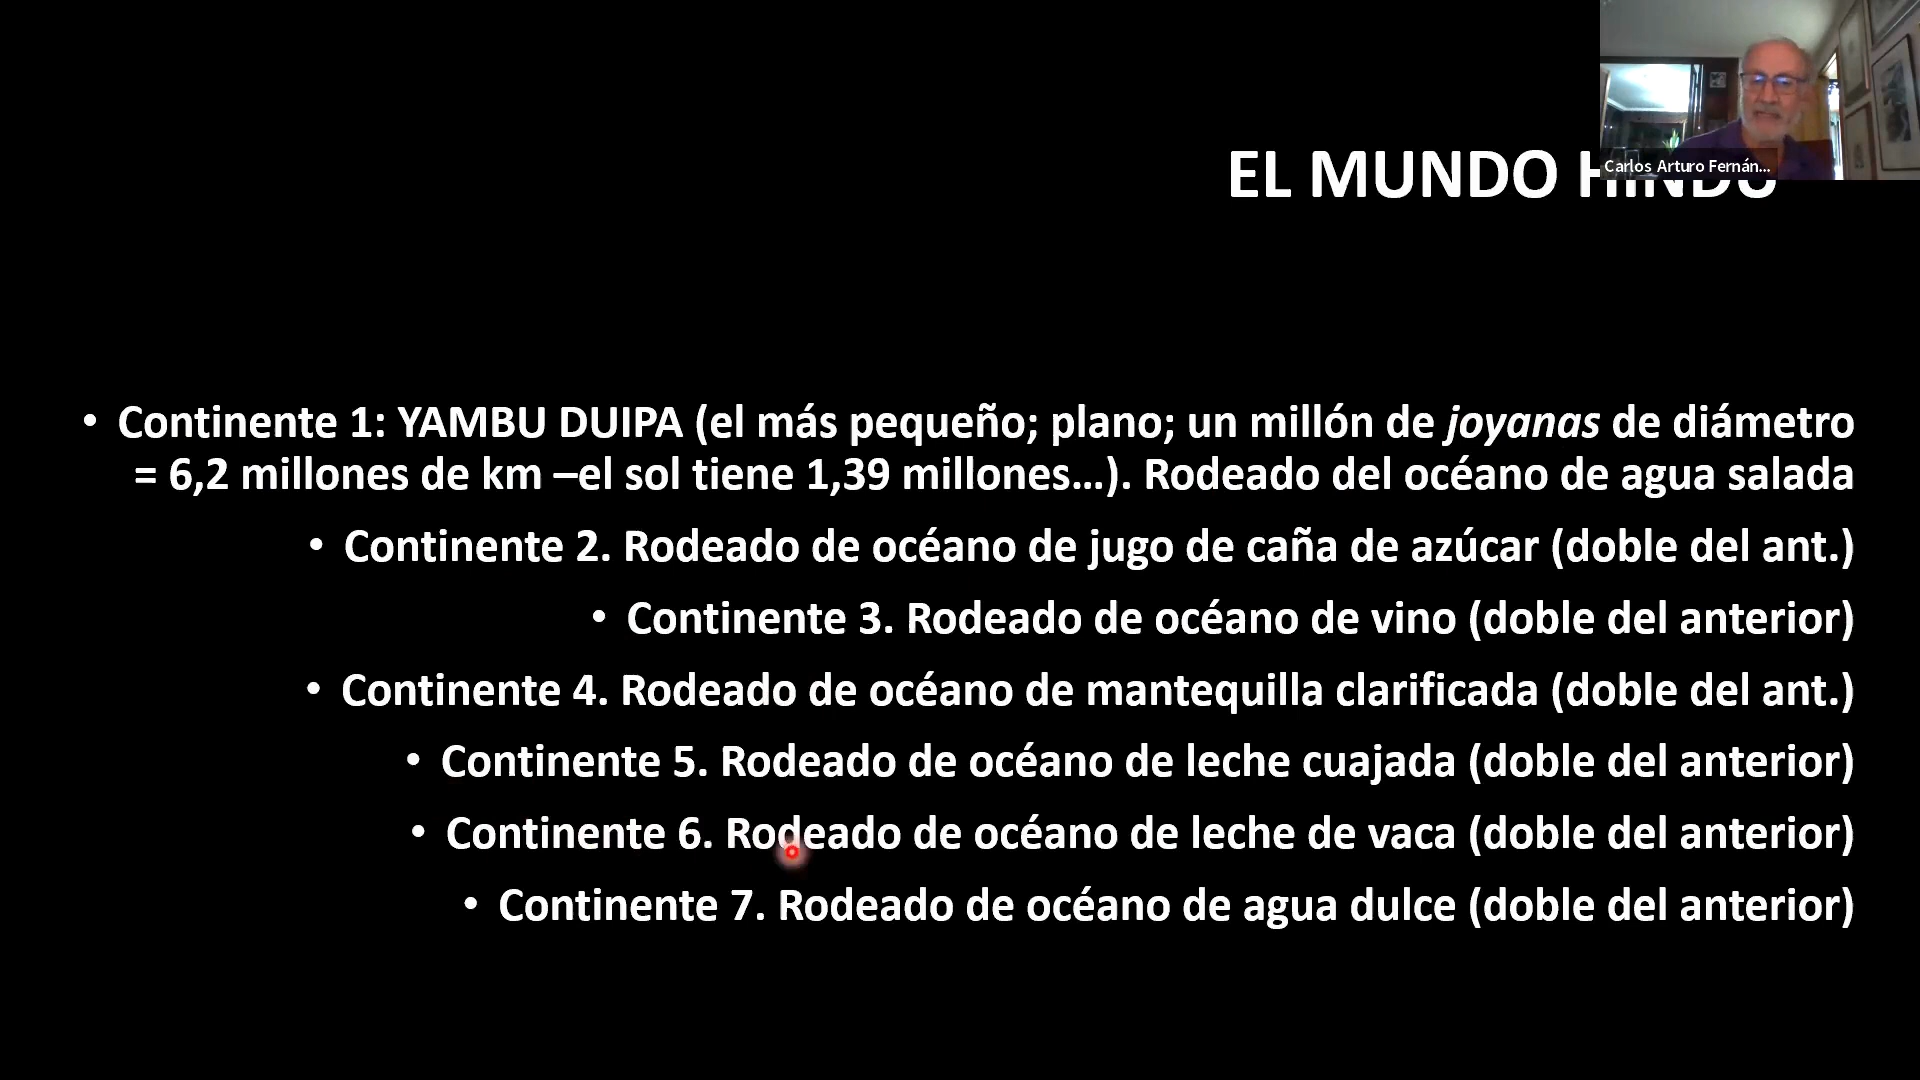 EL MUNDO HINDÚ
Carlos Arturo Fernán...
• Continente 1: YAMBU DUIPA (el más pequeño; plano; un millón de joyanas de diámetro
= 6,2 millones de km –el sol tiene 1,39 millones...). Rodeado del océano de agua salada
• Continente 2. Rodeado de océano de jugo de caña de azúcar (doble del ant.)
• Continente 3. Rodeado de océano de vino (doble del anterior)
• Continente 4. Rodeado de océano de mantequilla clarificada (doble del ant.)
• Continente 5. Rodeado de océano de leche cuajada (doble del anterior)
• Continente 6. Rodeado de océano de leche de vaca (doble del anterior)
• Continente 7. Rodeado de océano de agua dulce (doble del anterior)